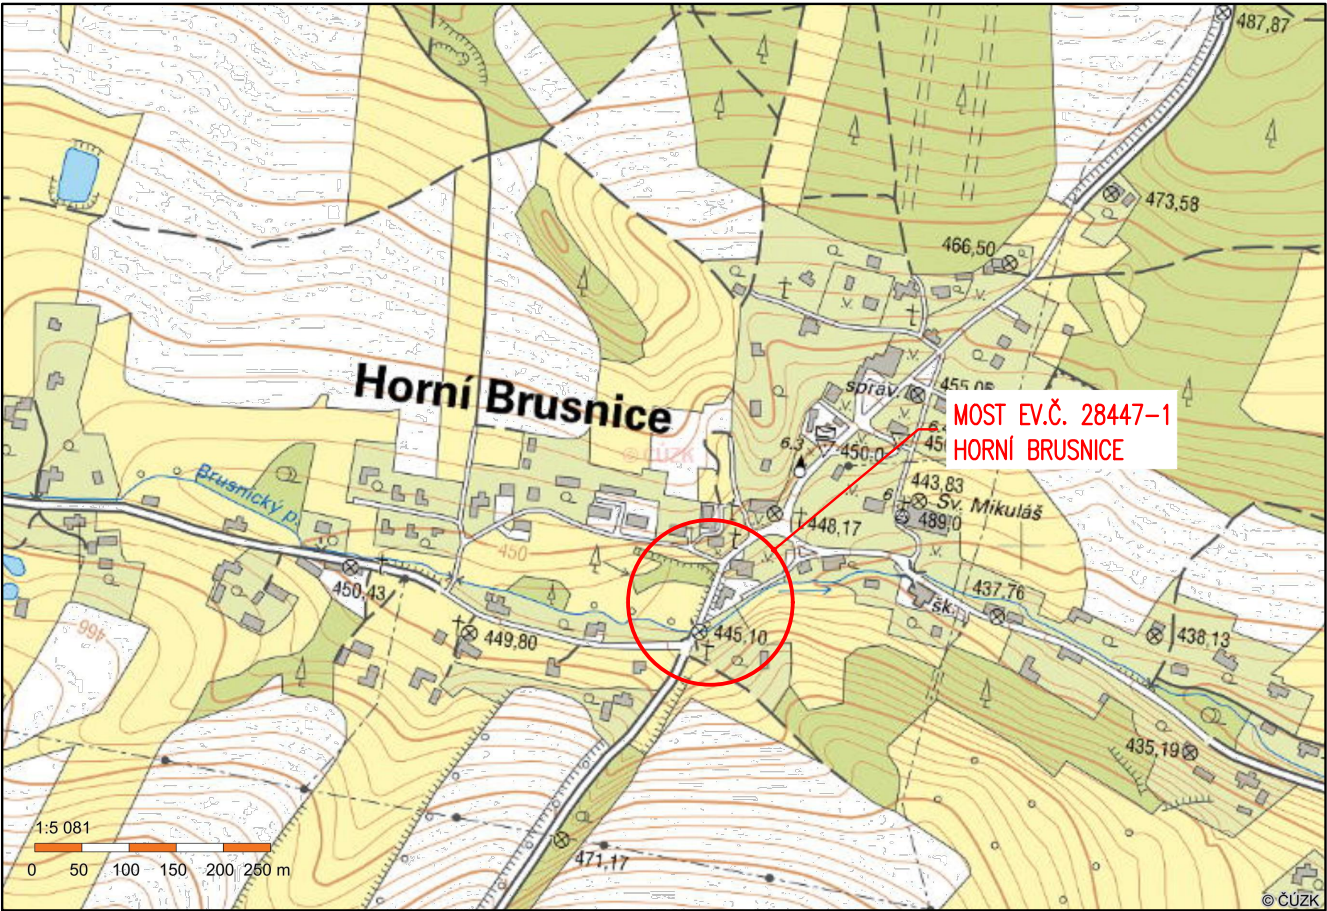 487,87
473,58
466,50
Horní Brusnice
správ.
455,05
MOST EV.Č. 28447-1
HORNÍ BRUSNICE
© ČÚZK
6.3
450.0
Brusnický p.
443,83
Sv. Mikuláš
489.0
448,17
450
450,43
437,76
šk.
466
449,80
445,10
438,13
435,19
1:5 081
0 50 100 150 200 250 m
471,17
© ČÚZK